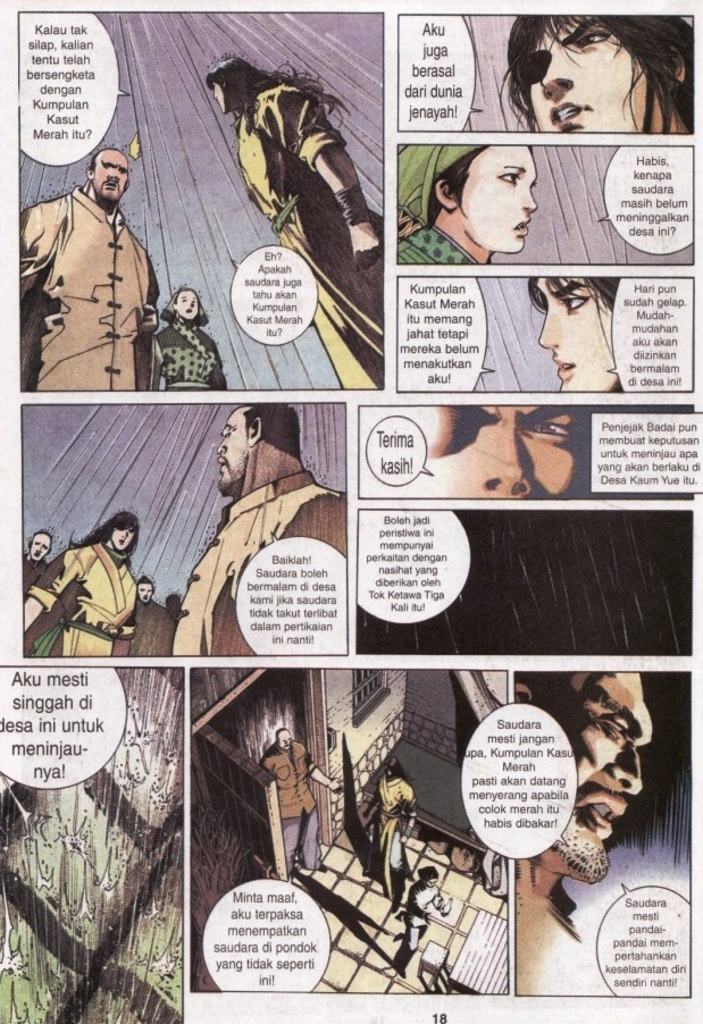 Kalau tak
silap, kalian
tentu telah
bersengketa
dengan
Kumpulan
Kasut
Merah itu?
Eh?
Apakah
saudara juga
tahu akan
Kumpulan
Kasut Merah
itu?
Aku
juga
berasal
dari dunia
jenayah!
Habis,
kenapa
saudara
masih belum
meninggalkan
desa ini?
Kumpulan
Kasut Merah
itu memang
jahat tetapi
mereka belum
menakutkan
aku!
Hari pun
sudah gelap.
Mudah-
mudahan
aku akan
diizinkan
bermalam
di desa ini!
Baiklah!
Saudara boleh
bermalam di desa
kami jika saudara
tidak takut terlibat
dalam pertikaian
ini nanti!
Terima
kasih!
Penjejak Badai pun
membuat keputusan
untuk meninjau apa
yang akan berlaku di
Desa Kaum Yue itu.
Boleh jadi
peristiwa ini
mempunyai
perkaitan dengan
nasihat yang
diberikan oleh
Tok Ketawa Tiga
Kali itu!
Aku mesti
singgah di
desa ini untuk
meninjau-
nya!
Minta maaf,
aku terpaksa
menempatkan
saudara di pondok
yang tidak seperti
ini!
Saudara
mesti jangan
upa, Kumpulan Kasu
Merah
pasti akan datang
menyerang apabila
colok merah itu
habis dibakar!
Saudara
mesti
pandai-
pandai mem-
pertahankan
keselamatan diri
sendiri nanti!
18